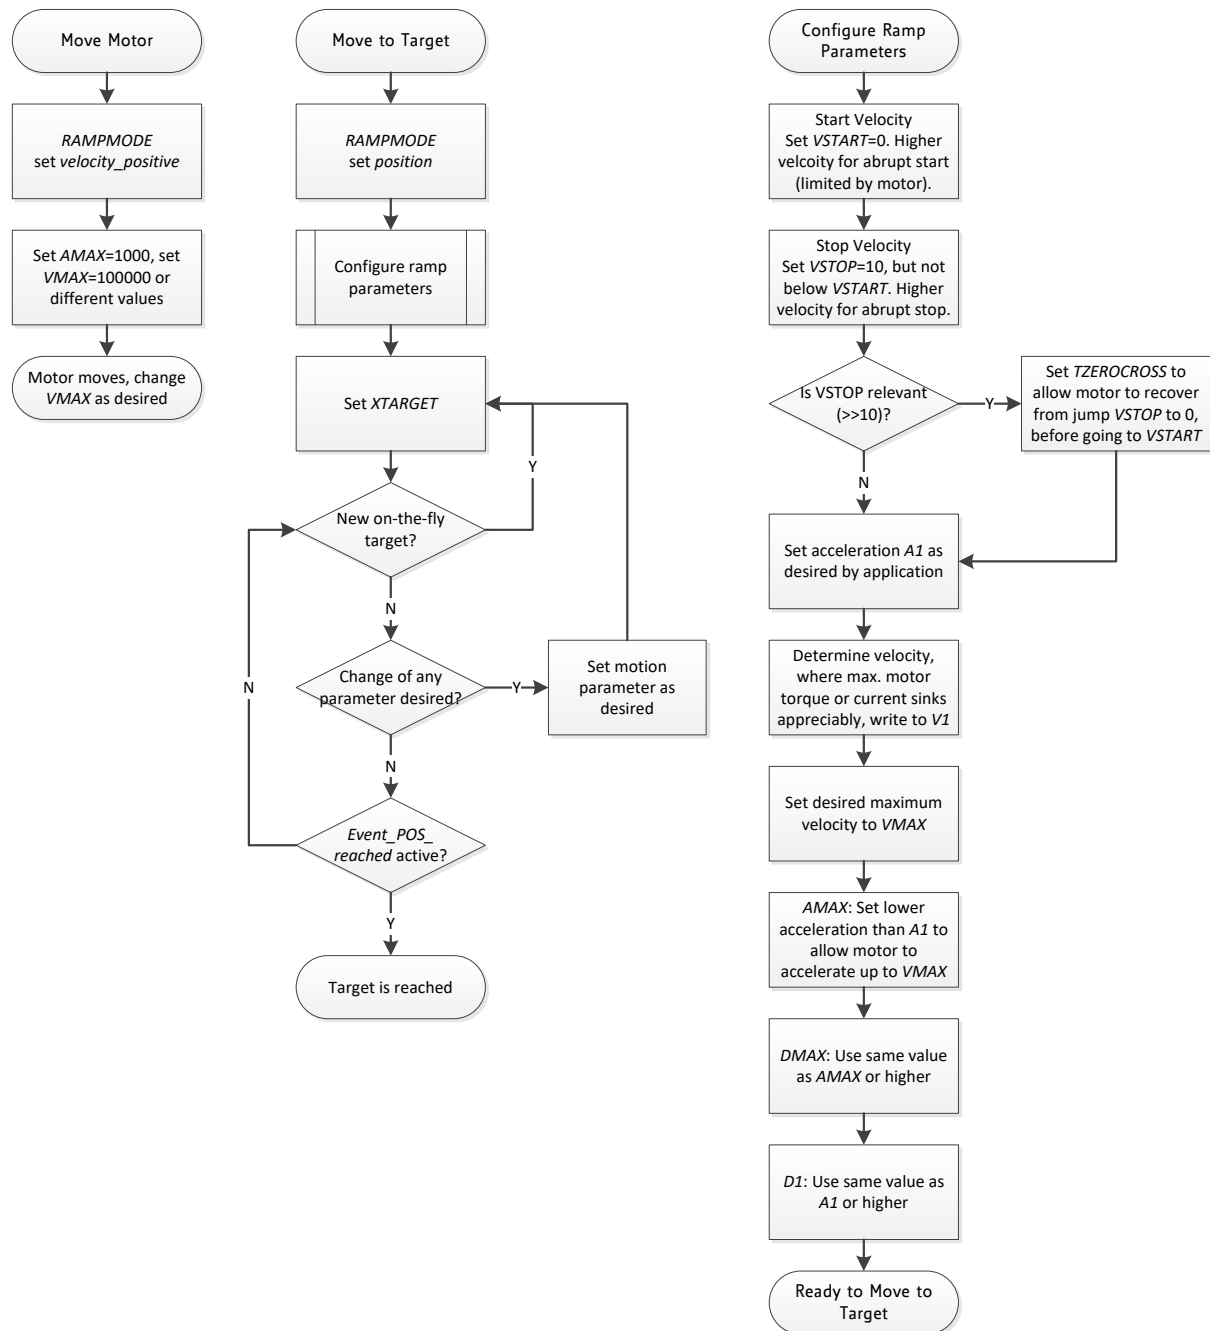 Move Motor
RAMPMODE
set velocity_positive
Set AMAX=1000, set
VMAX=100000 or
different values
Motor moves, change
VMAX as desired
Move to Target
RAMPMODE
set position
Configure ramp
parameters
Set XTARGET
Y
New on-the-fly
target?
N
N
Change of any
parameter desired?
Y
Set motion
parameter as
desired
N
Event_POS_
reached active?
Y
Target is reached
Configure Ramp
Parameters
Start Velocity
Set VSTART=0. Higher
velcoity for abrupt start
(limited by motor).
Stop Velocity
Set VSTOP=10, but not
below VSTART. Higher
velocity for abrupt stop.
Is VSTOP relevant
(>>10)?
Y
Set TZEROCROSS to
allow motor to recover
from jump VSTOP to 0,
before going to VSTART
N
Set acceleration A1 as
desired by application
Determine velocity,
where max. motor
torque or current sinks
appreciably, write to V1
Set desired maximum
velocity to VMAX
AMAX: Set lower
acceleration than A1 to
allow motor to
accelerate up to VMAX
DMAX: Use same value
as AMAX or higher
D1: Use same value as
A1 or higher
Ready to Move to
Target